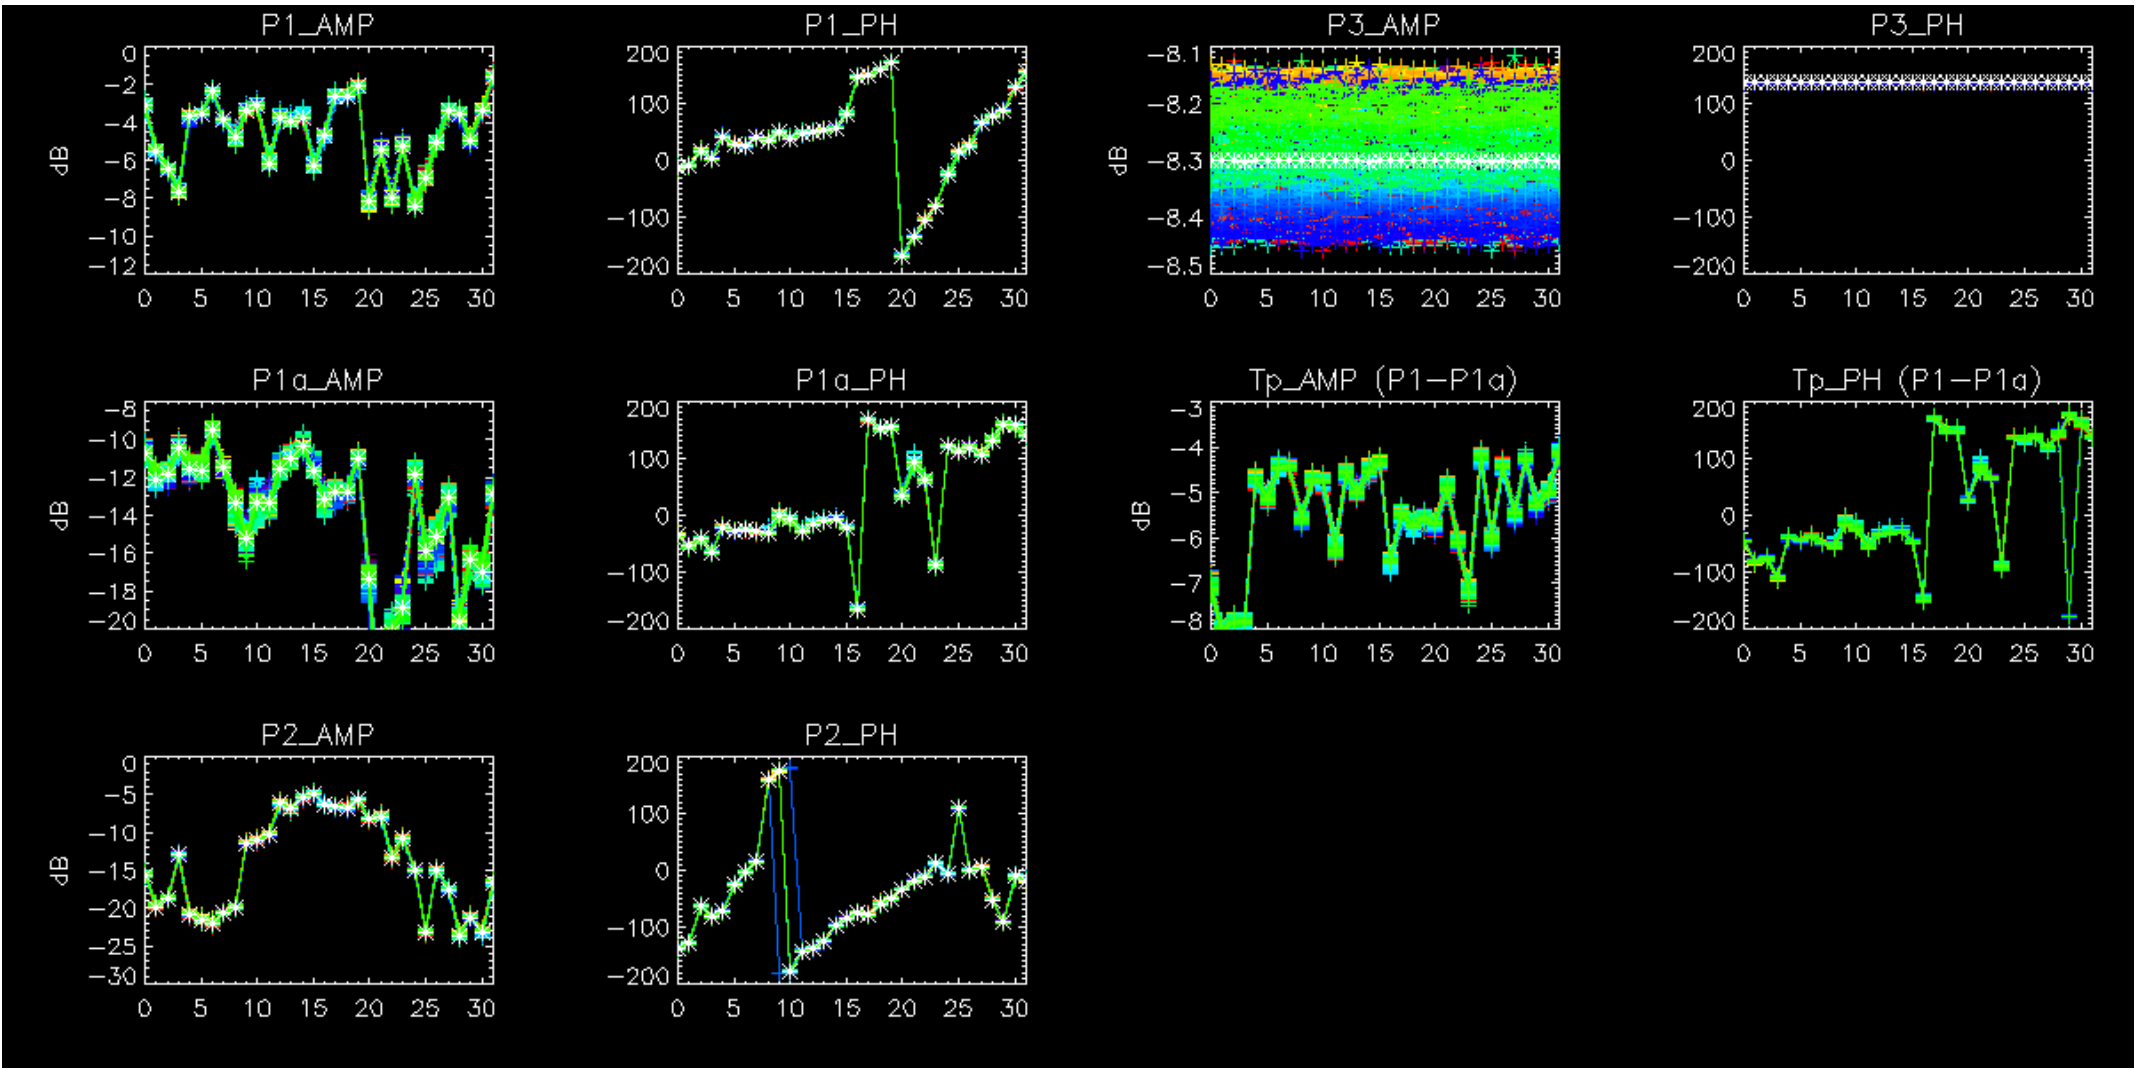 P1_AMP
P1_PH
P3_AMP
P3_PH
0
−2
−4
−6
−8
−10
−12
dB
0 5 10 15 20 25 30
200
100
0
−100
−200
0 5 10 15 20 25 30
−8.1
−8.2
−8.3
−8.4
−8.5
dB
0 5 10 15 20 25 30
200
100
0
−100
−200
0 5 10 15 20 25 30
P1a_AMP
P1a_PH
Tp_AMP (P1−P1a)
Tp_PH (P1−P1a)
−8
−10
−12
−14
−16
−18
−20
dB
0 5 10 15 20 25 30
200
100
0
−100
−200
0 5 10 15 20 25 30
−3
−4
−5
−6
−7
−8
dB
0 5 10 15 20 25 30
200
100
0
−100
−200
0 5 10 15 20 25 30
P2_AMP
P2_PH
0
−5
−10
−15
−20
−25
−30
dB
0 5 10 15 20 25 30
200
100
0
−100
−200
0 5 10 15 20 25 30